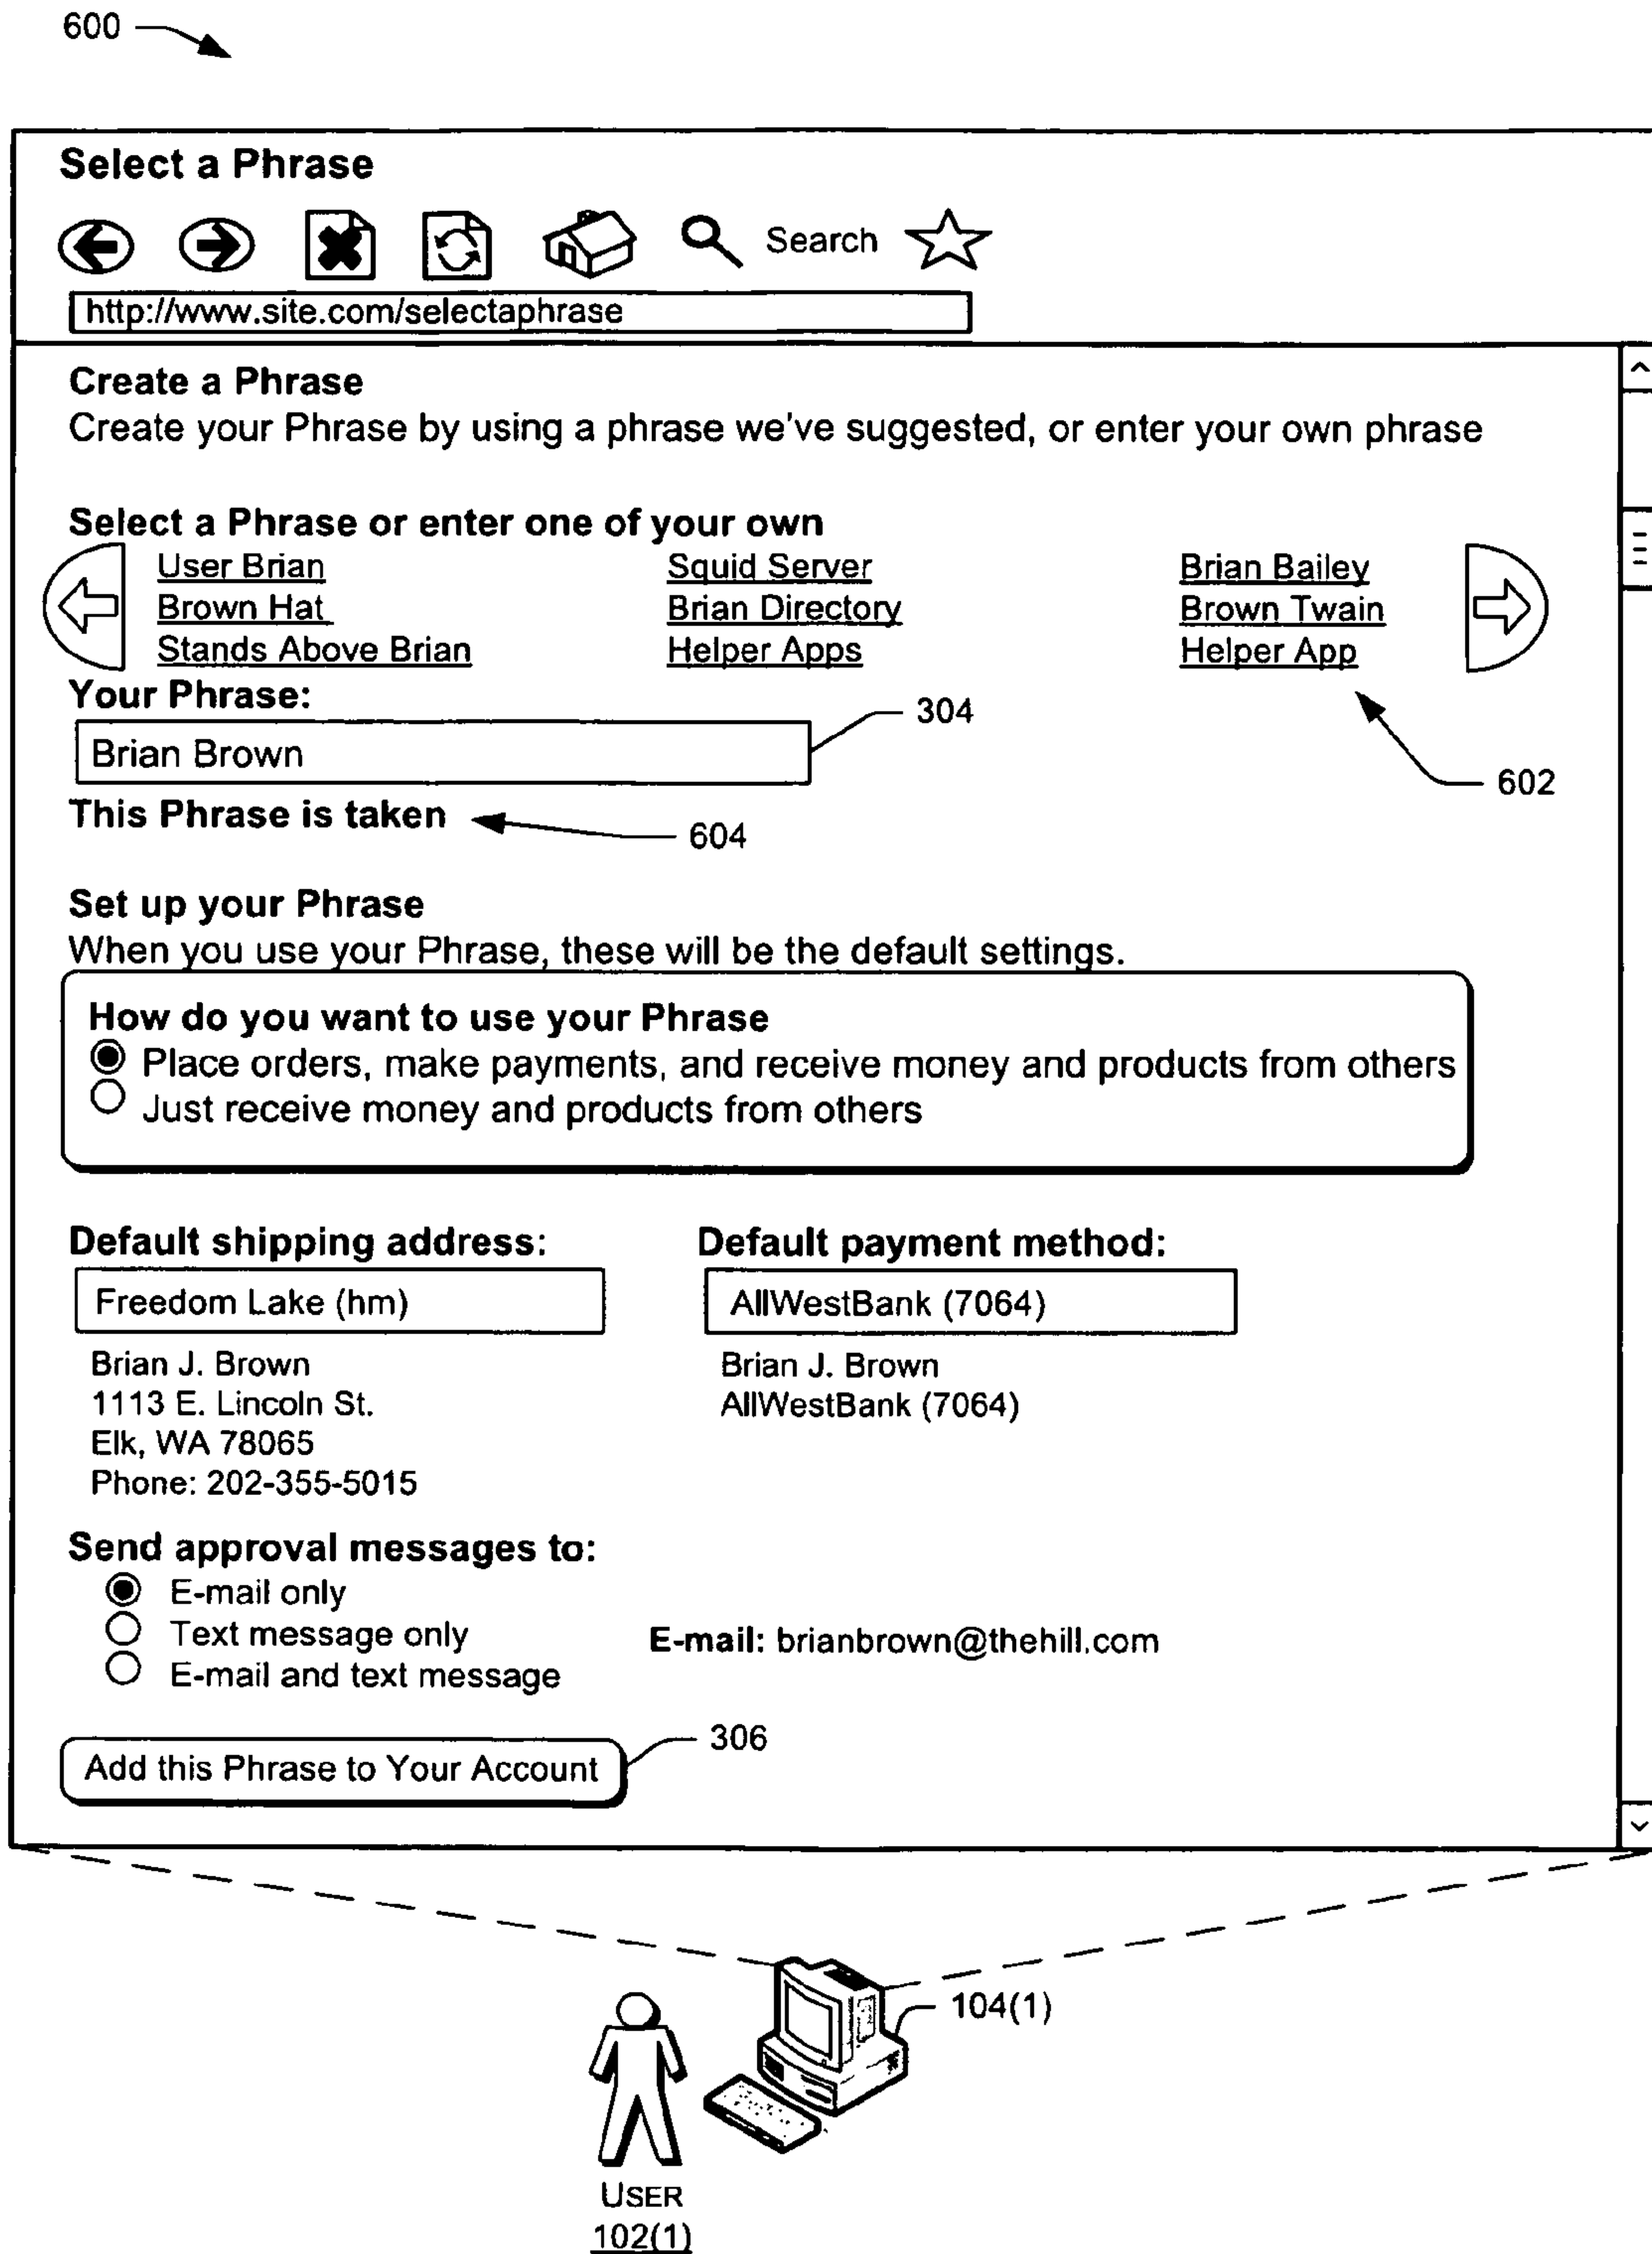 600
Select a Phrase
Search
http://www.site.com/selectaphrase
Create a Phrase
Create your Phrase by using a phrase we've suggested, or enter your own phrase
Select a Phrase or enter one of your own
User Brian Squid Server Brian Bailey
Brown Hat Brian Directory Brown Twain
Stands Above Brian Helper Apps Helper App
Your Phrase:
304
Brian Brown
602
This Phrase is taken
604
Set up your Phrase
When you use your Phrase, these will be the default settings.
How do you want to use your Phrase
Place orders, make payments, and receive money and products from others
Just receive money and products from others
Default shipping address: Default payment method:
Freedom Lake (hm) AllWestBank (7064)
Brian J. Brown Brian J. Brown
1113 E. Lincoln St. AllWestBank (7064)
Elk, WA 78065
Phone: 202-355-5015
Send approval messages to:
E-mail only
Text message only E-mail: brianbrown@thehill.com
E-mail and text message
306
Add this Phrase to Your Account
104(1)
USER
102(1)